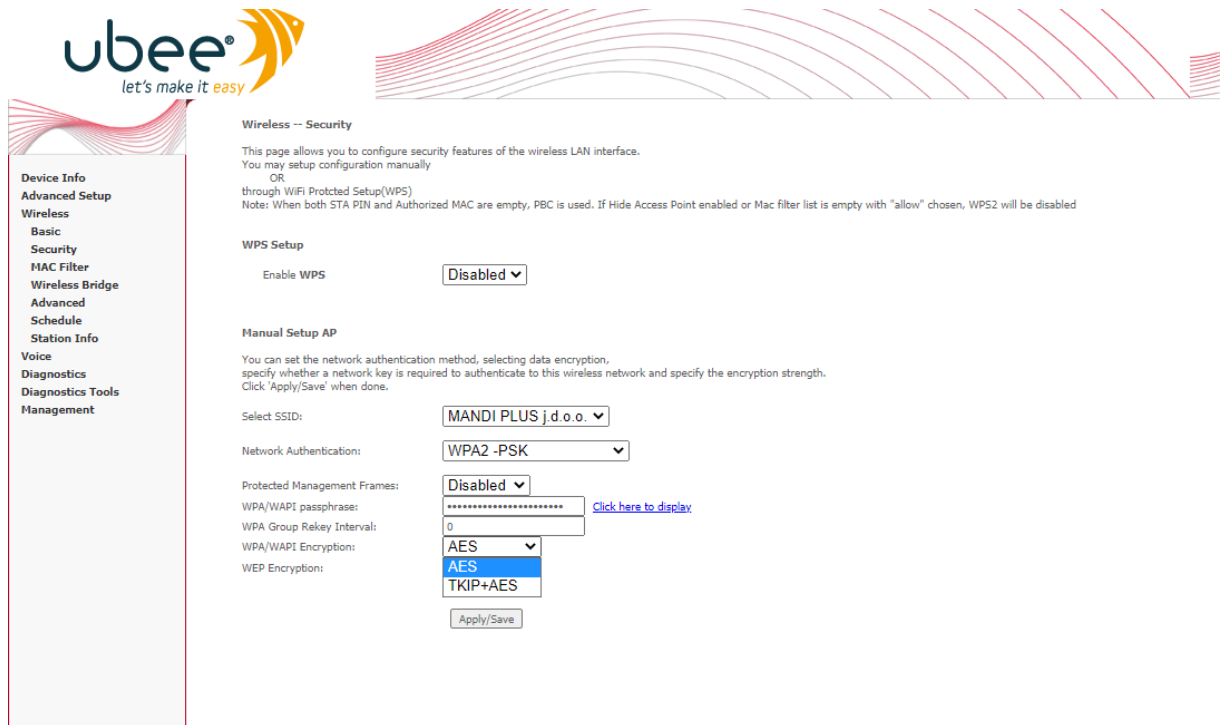 ubee®
let's make it easy
Device Info
Advanced Setup
Wireless
Basic
Security
MAC Filter
Wireless Bridge
Advanced
Schedule
Station Info
Voice
Diagnostics
Diagnostics Tools
Management
Wireless -- Security
This page allows you to configure security features of the wireless LAN interface.
You may setup configuration manually
OR
through WiFi Protcted Setup(WPS)
Note: When both STA PIN and Authorized MAC are empty, PBC is used. If Hide Access Point enabled or Mac filter list is empty with "allow" chosen, WPS2 will be disabled
WPS Setup
Enable WPS Disabled
Manual Setup AP
You can set the network authentication method, selecting data encryption,
specify whether a network key is required to authenticate to this wireless network and specify the encryption strength.
Click 'Apply/Save' when done.
Select SSID: MANDI PLUS j.d.o.o.
Network Authentication: WPA2 -PSK
Protected Management Frames: Disabled
WPA/WAPI passphrase: ••••••••••••••••••••••• Click here to display
WPA Group Rekey Interval: 0
WPA/WAPI Encryption: AES
WEP Encryption: AES
TKIP+AES
Apply/Save